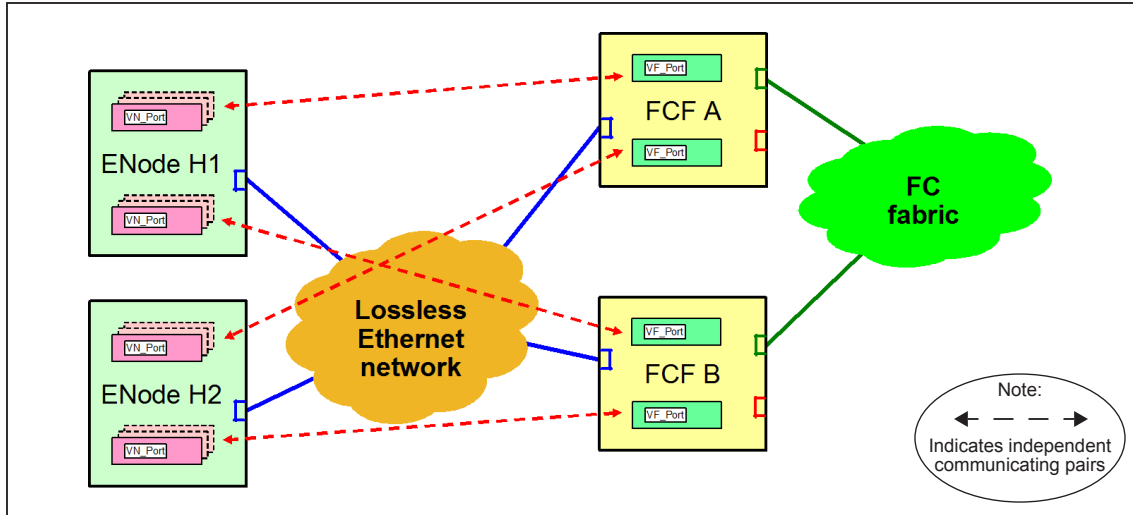 VN_Port
ENode H1
VN_Port
VN_Port
ENode H2
VN_Port
Lossless
Ethernet
network
VF_Port
FCF A
VF_Port
VF_Port
FCF B
VF_Port
FC
fabric
Note:
Indicates independent
communicating pairs